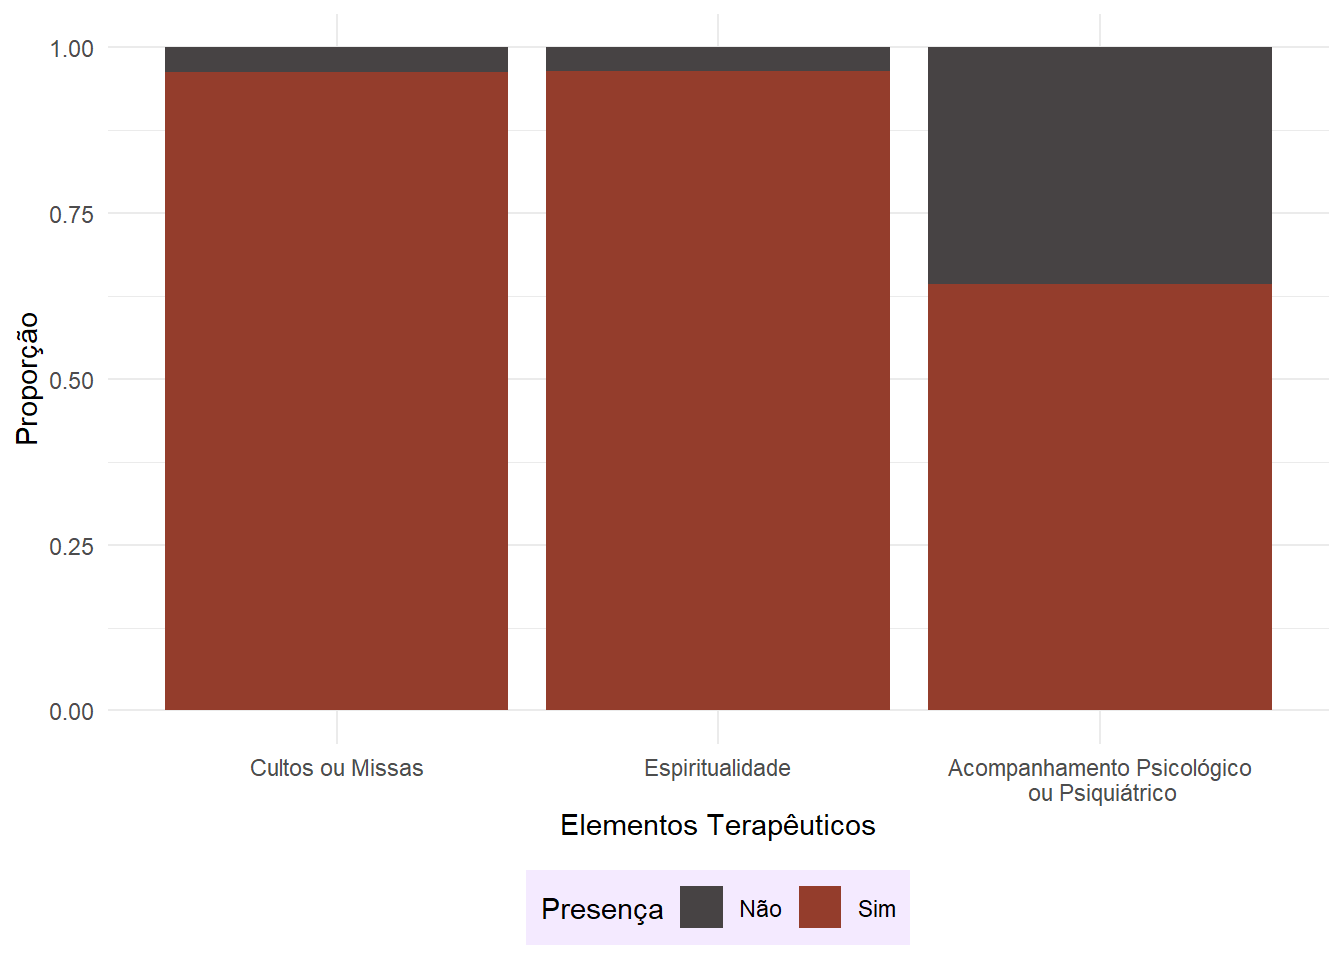 1.00
0.75
0.50
0.25
0.00
Proporção
Cultos ou Missas
Espiritualidade
Acompanhamento Psicológico
ou Psiquiátrico
Elementos Terapêuticos
Presença
Não
Sim